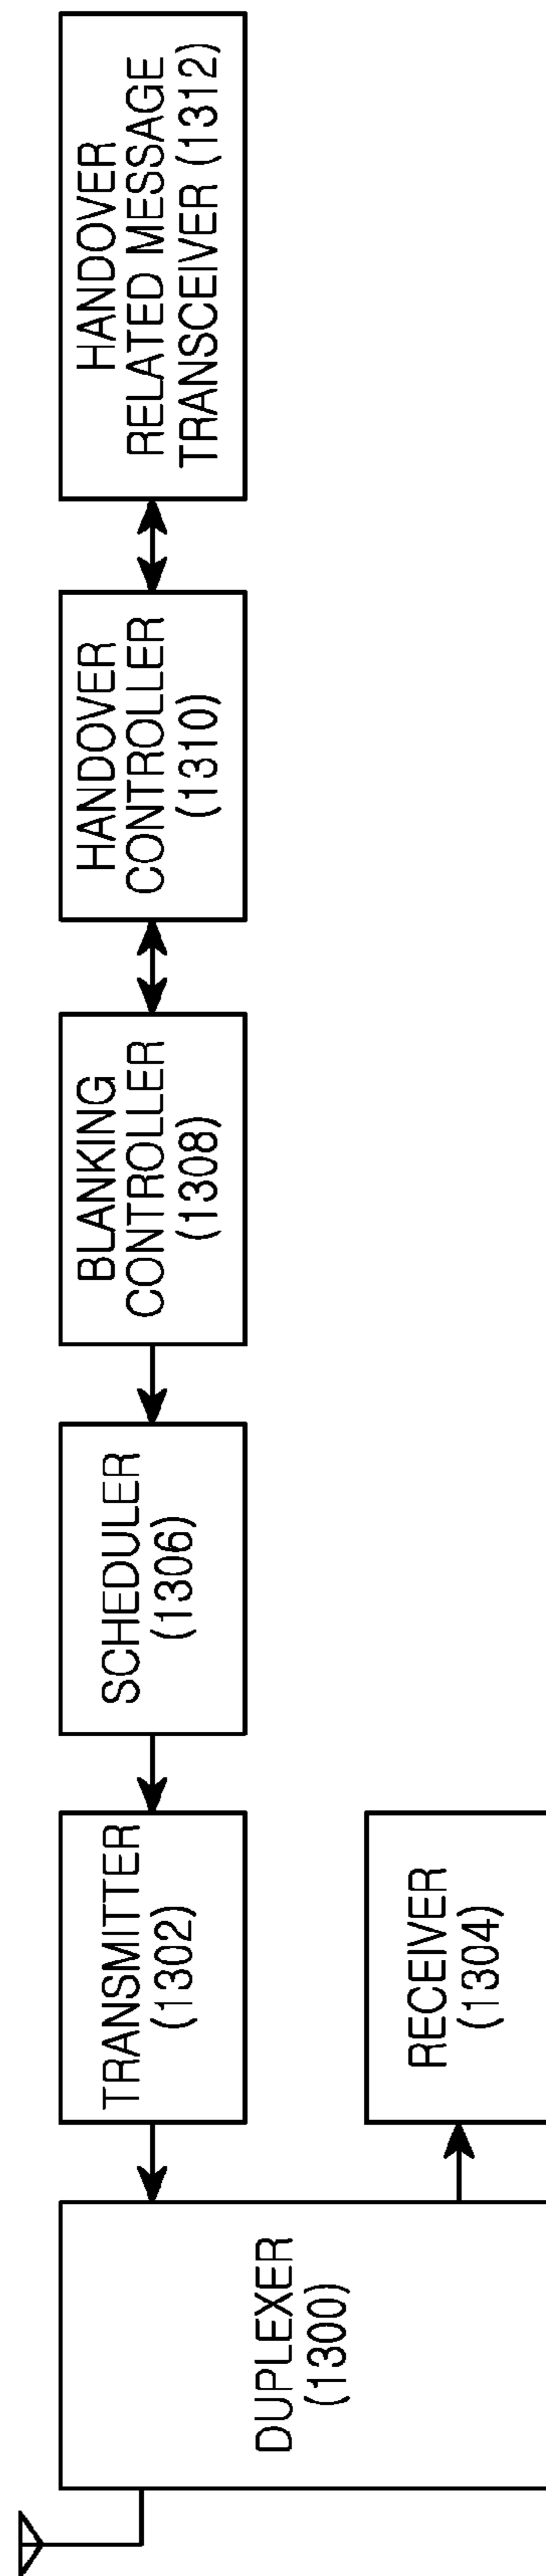 DUPLEXER
(1300)
TRANSMITTER
(1302)
RECEIVER
(1304)
SCHEDULER
(1306)
BLANKING
CONTROLLER
(1308)
HANDOVER
CONTROLLER
(1310)
HANDOVER
RELATED MESSAGE
TRANSCEIVER (1312)